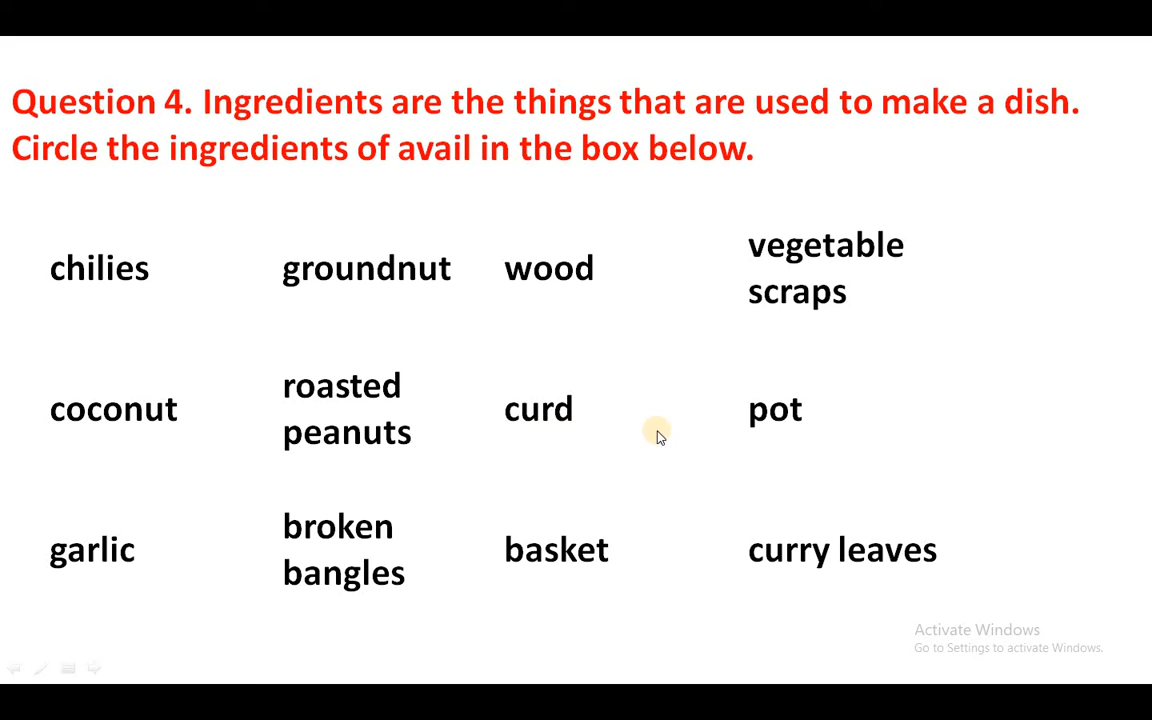 Question 4. Ingredients are the things that are used to make a dish.
Circle the ingredients of avail in the box below.
chilies groundnut wood vegetable scraps
coconut roasted peanuts curd pot
garlic broken bangles basket curry leaves
Activate Windows
Go to Settings to activate Windows.